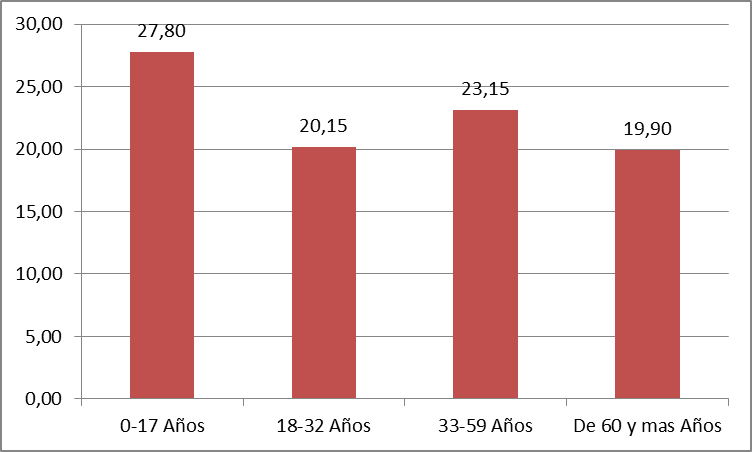 30,00
27,80
25,00
23,15
20,15
20,00
19,90
15,00
10,00
5,00
0,00
0-17 Años
18-32 Años
33-59 Años
De 60 y mas Años